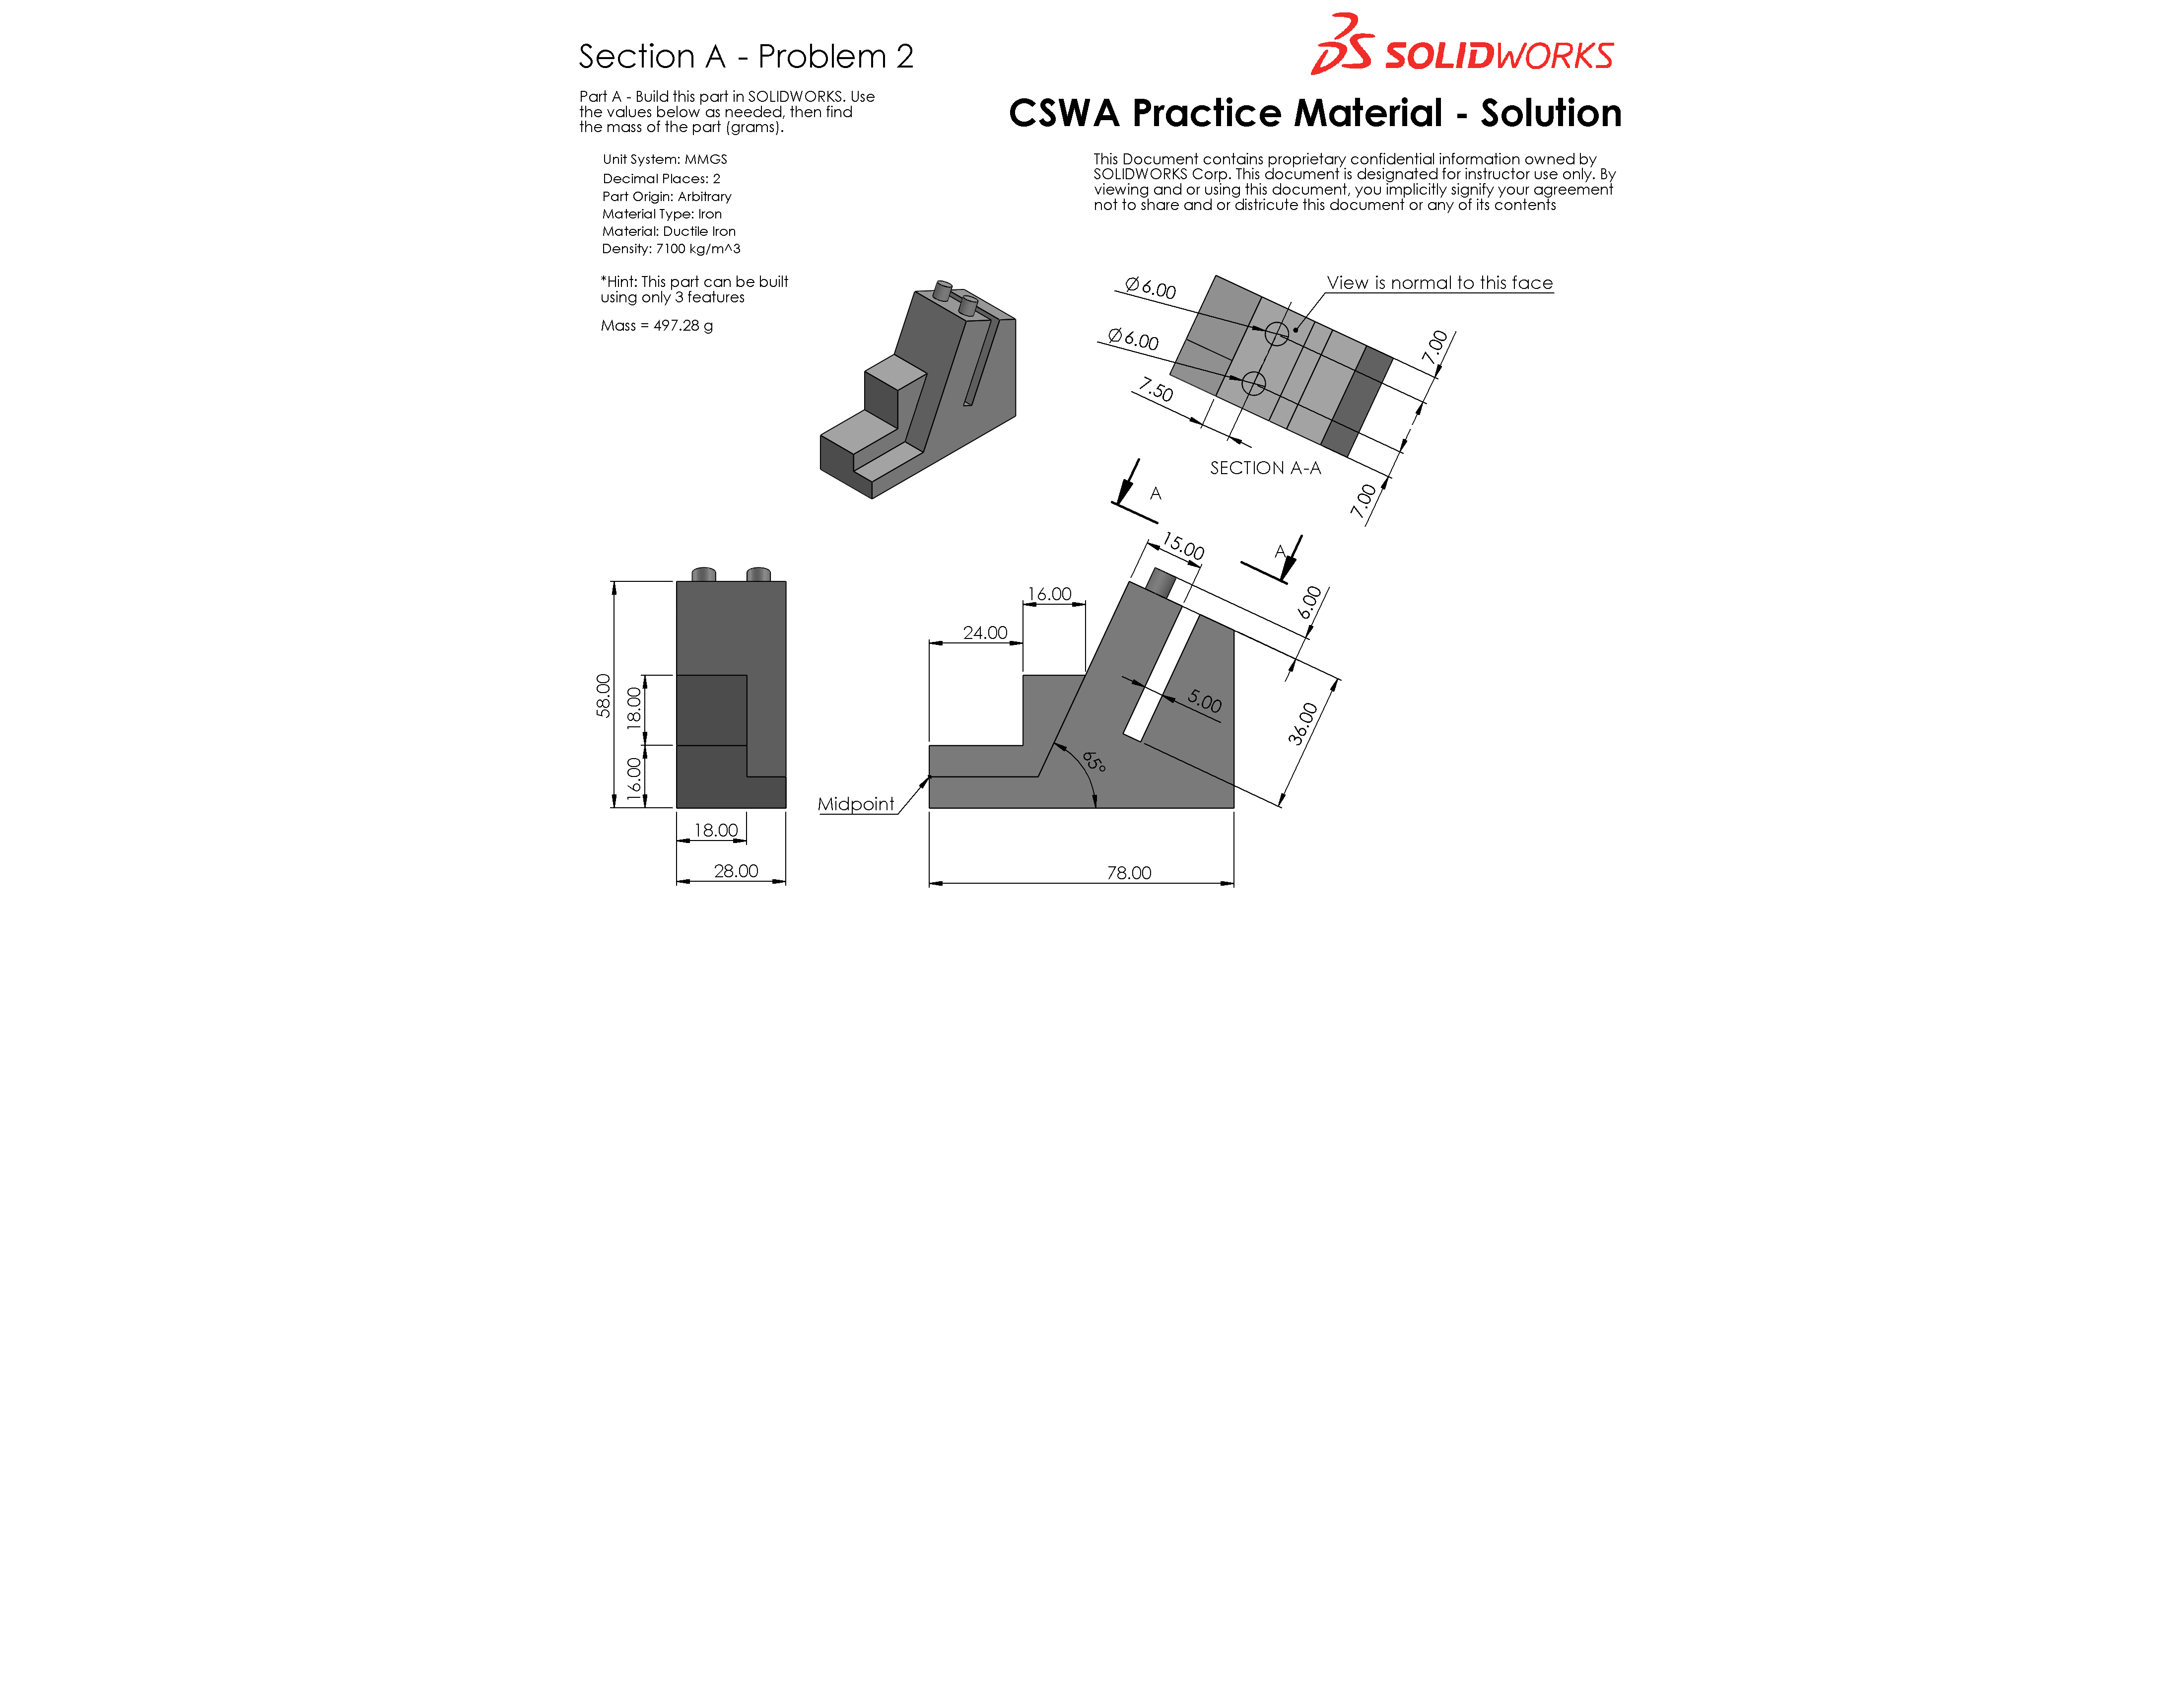 Section A - Problem 2
SOLIDWORKS
CSWA Practice Material - Solution
Part A - Build this part in SOLIDWORKS. Use
the values below as needed, then find
the mass of the part (grams).
This Document contains proprietary confidential information owned by
SOLIDWORKS Corp. This document is designated for instructor use only. By
viewing and or using this document, you implicitly signify your agreement
not to share and or districute this document or any of its contents
Unit System: MMGS
Decimal Places: 2
Part Origin: Arbitrary
Material Type: Iron
Material: Ductile Iron
Density: 7100 kg/m^3
*Hint: This part can be built
using only 3 features
Mass = 497.28 g
Ø6.00
View is normal to this face
Ø6.00
7.00
7.50
SECTION A-A
7.00
A
A
15.00
16.00
6.00
24.00
58.00
18.00
5.00
36.00
65°
16.00
Midpoint
18.00
28.00
78.00